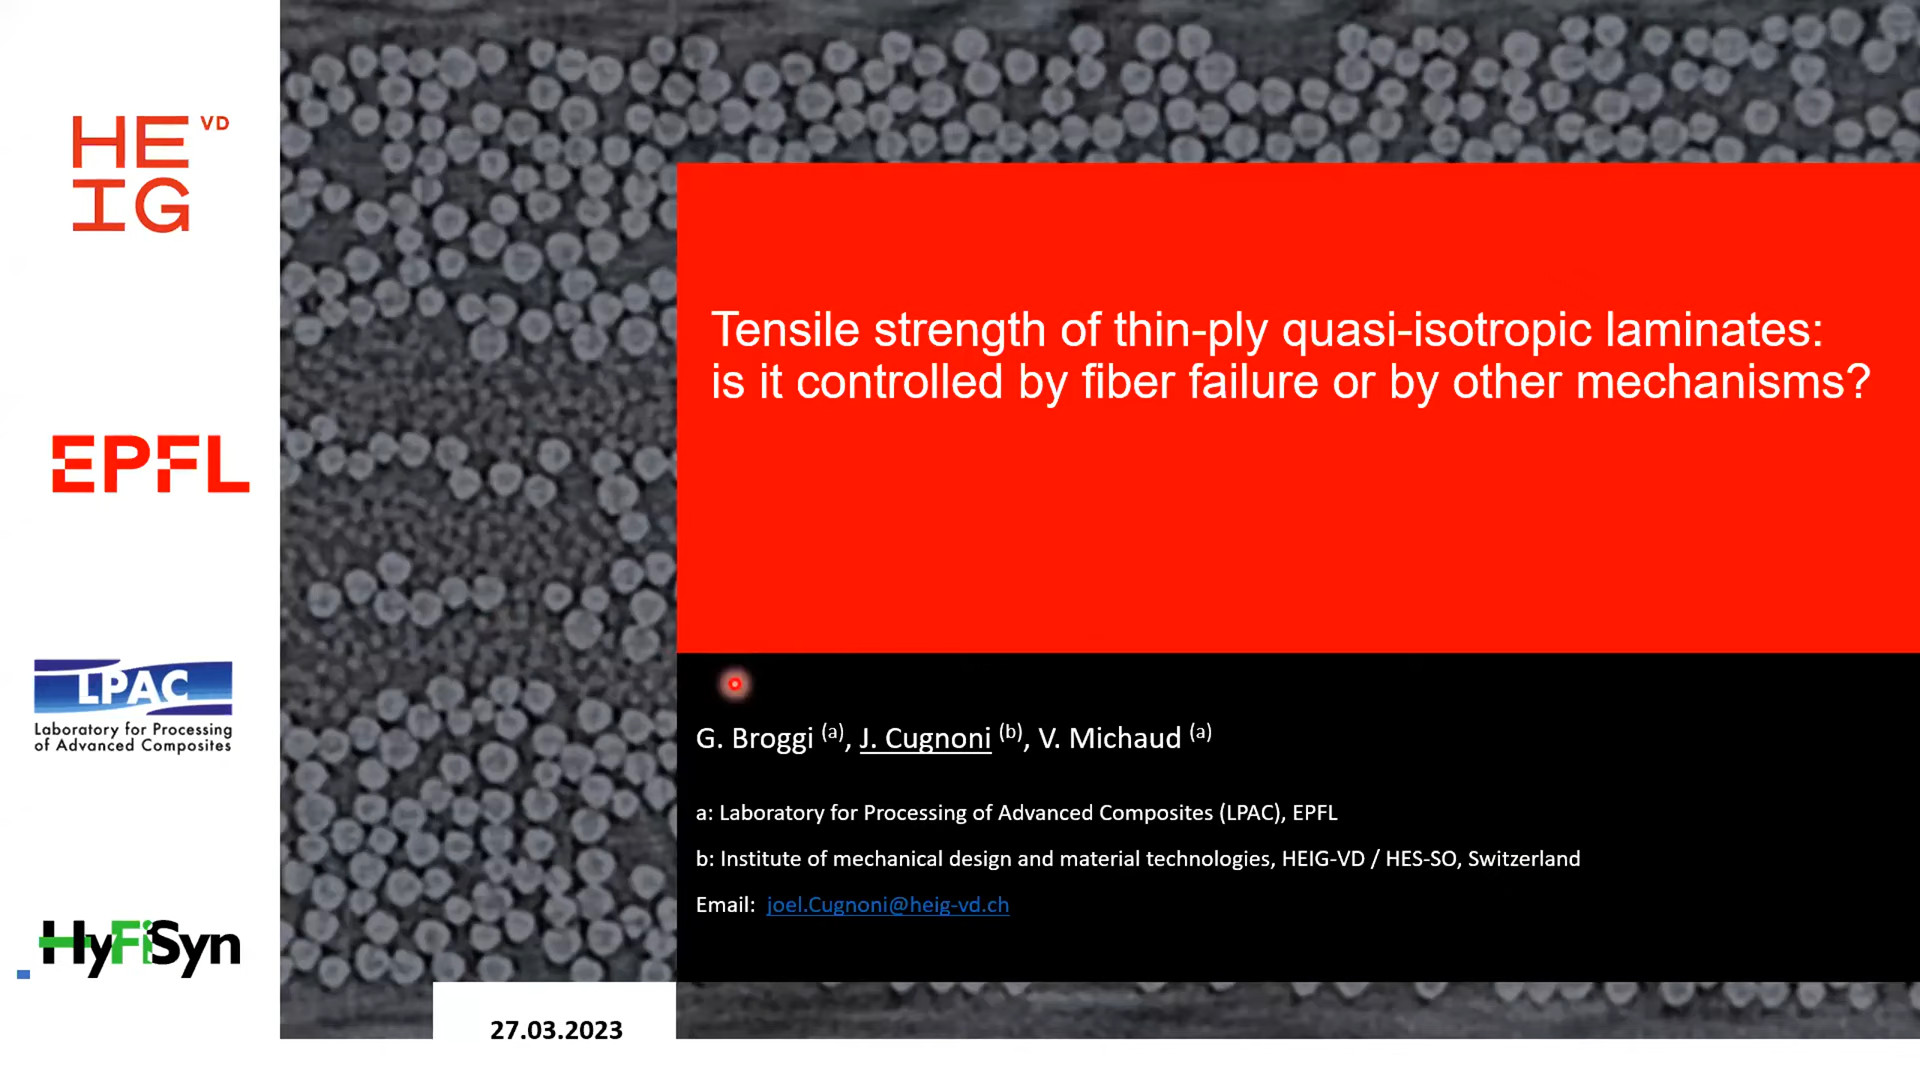 HE VD
IG
EPFL
LPAC
Laboratory for Processing
of Advanced Composites
HyFiSyn
Tensile strength of thin-ply quasi-isotropic laminates:
is it controlled by fiber failure or by other mechanisms?
G. Broggi (a), J. Cugnoni (b), V. Michaud (a)
a: Laboratory for Processing of Advanced Composites (LPAC), EPFL
b: Institute of mechanical design and material technologies, HEIG-VD / HES-SO, Switzerland
Email: joel.Cugnoni@heig-vd.ch
27.03.2023